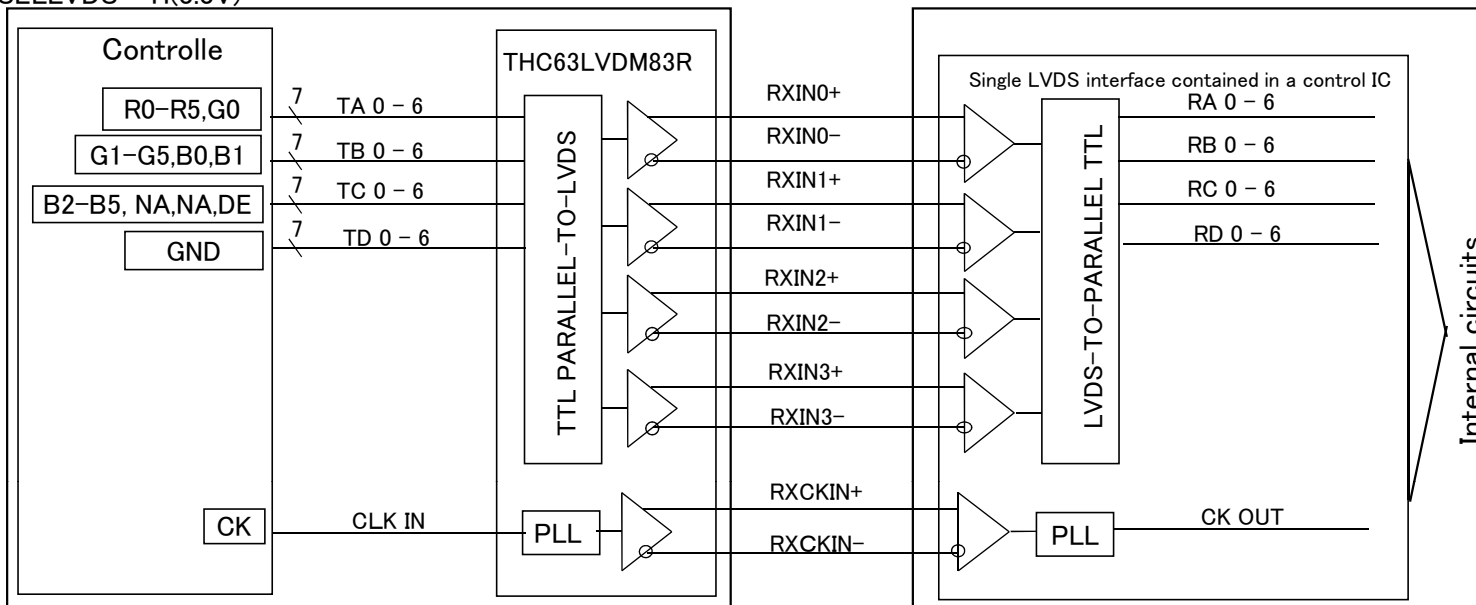 Controlle
THC63LVDM83R
Single LVDS interface contained in a control IC
R0-R5,G0
7
TA 0 - 6
RXIN0+
RA 0 - 6
G1-G5,B0,B1
7
TB 0 - 6
RXIN0-
RB 0 - 6
B2-B5, NA,NA,DE
7
TC 0 - 6
RXIN1+
RC 0 - 6
GND
7
TD 0 - 6
RXIN1-
RD 0 - 6
TTL PARALLEL-TO-LVDS
LVDS-TO-PARALLEL TTL
RXIN2+
RXIN2-
RXIN3+
RXIN3-
Internal circuits
CK
CLK IN
PLL
RXCKIN+
RXCKIN-
PLL
CK OUT